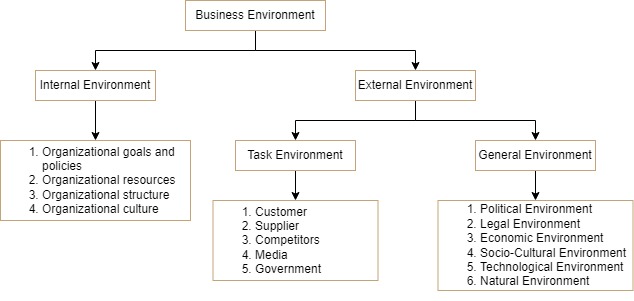 Business Environment
Internal Environment
External Environment
1. Organizational goals and
policies
2. Organizational resources
3. Organizational structure
4. Organizational culture
Task Environment
General Environment
1. Customer
2. Supplier
3. Competitors
4. Media
5. Government
1. Political Environment
2. Legal Environment
3. Economic Environment
4. Socio-Cultural Environment
5. Technological Environment
6. Natural Environment